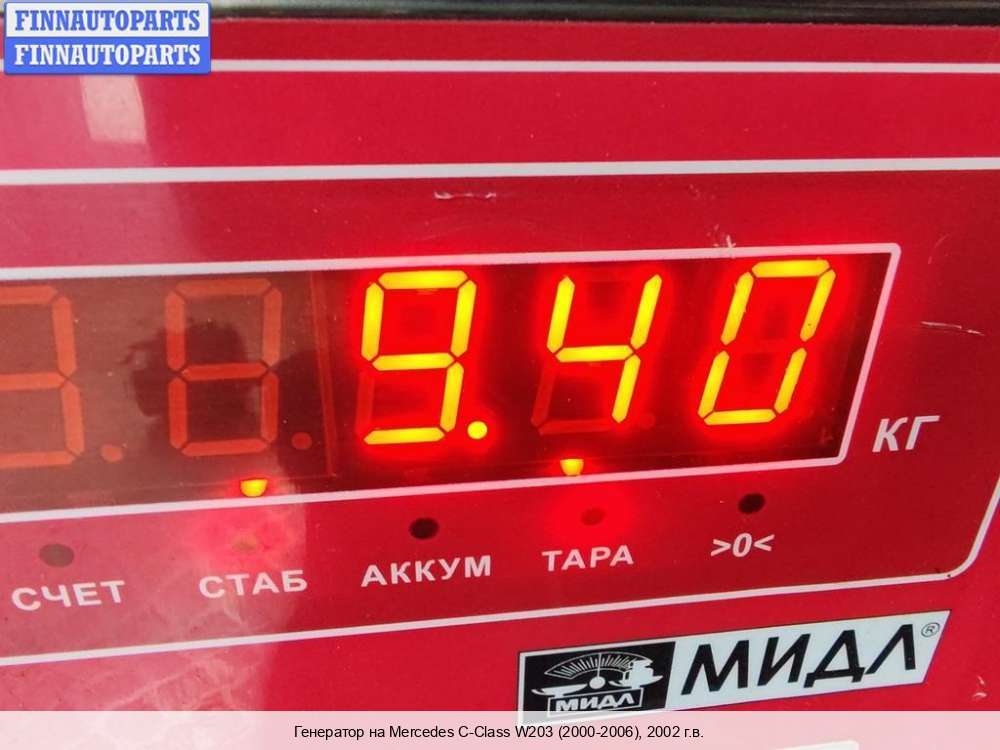 FINNAUTOPARTS
FINNAUTOPARTS
9.40
КГ
СЧЕТ СТАБ АККУМ ТАРА >0<
МИДЛ МИДЛ®
Генератор на Mercedes C-Class W203 (2000-2006), 2002 г.в.